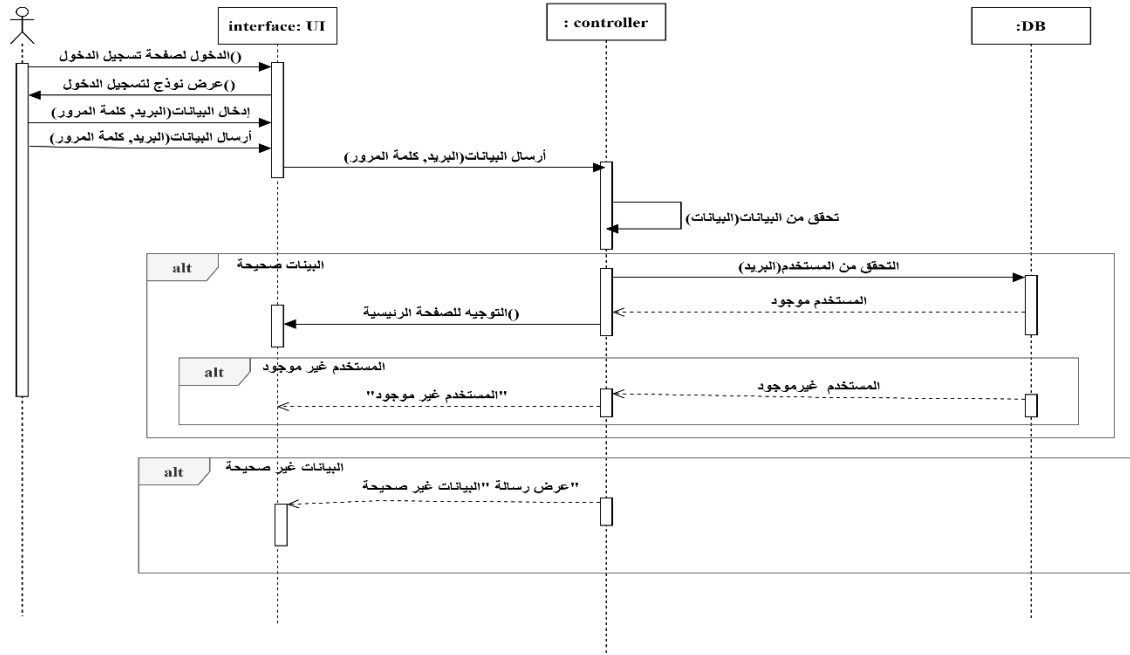 interface: UI
: controller
:DB
الدخول لصفحة تسجيل الدخول()
عرض نوذج لتسجيل الدخول()
إدخال البيانات(البريد, كلمة المرور)
أرسال البيانات(البريد, كلمة المرور)
أرسال البيانات(البريد, كلمة المرور)
تحقق من البيانات(البيانات)
alt
البينات صحيحة
التحقق من المستخدم(البريد)
المستخدم موجود
التوجيه للصفحة الرئيسية()
alt
المستخدم غير موجود
المستخدم غيرموجود
"المستخدم غير موجود"
alt
البيانات غير صحيحة
عرض رسالة "البيانات غير صحيحة"